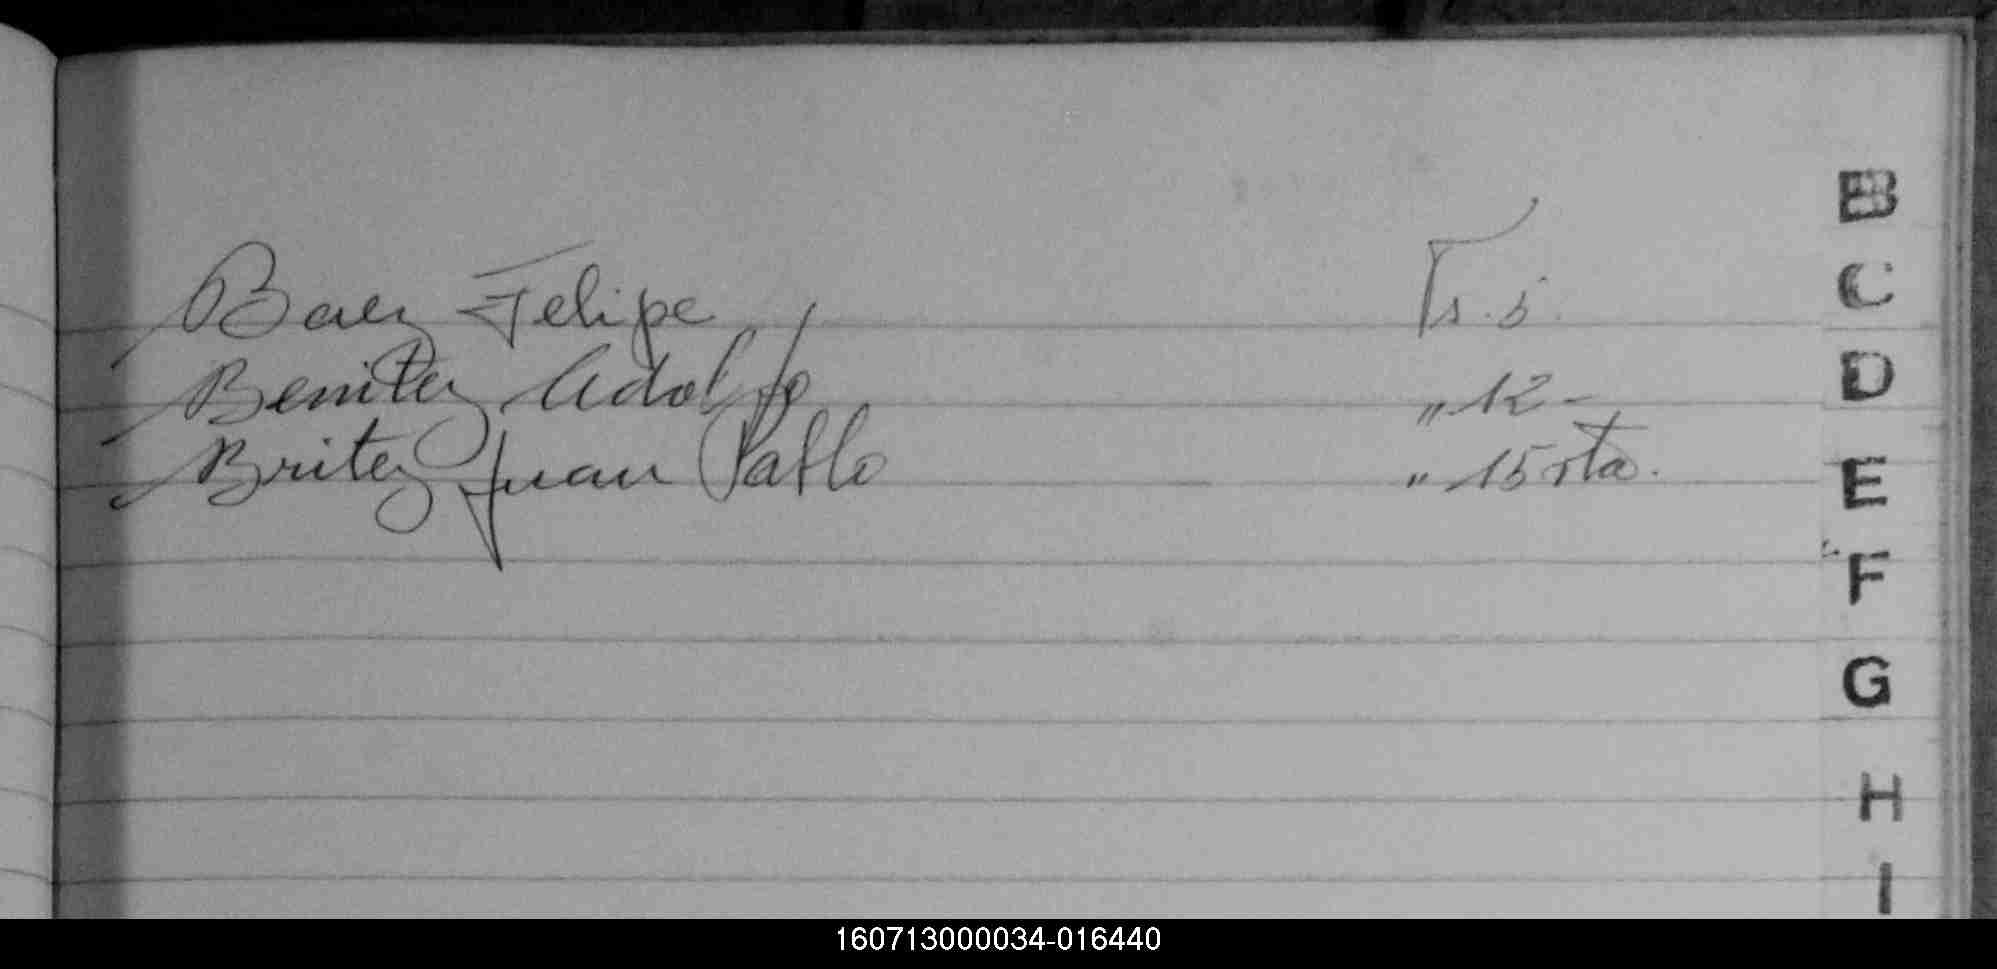 Baez Felipe Fs. 5.
Benitez Adolfo " 12 -
Britez Juan Pablo " 15 vta.
B
C
D
E
F
G
H
I
160713000034-016440